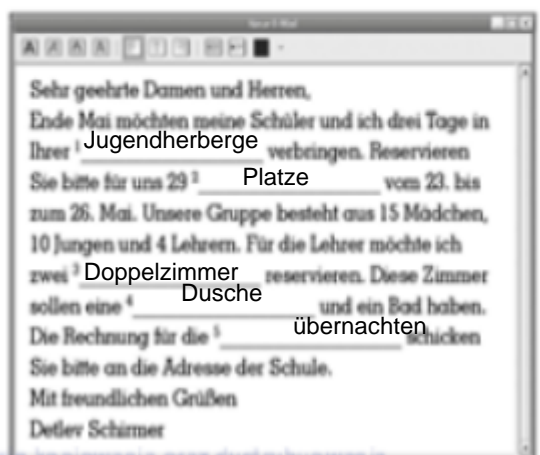 Neue E-Mail
Sehr geehrte Damen und Herren,
Ende Mai möchten meine Schüler und ich drei Tage in
Ihrer ¹ Jugendherberge verbringen. Reservieren
Sie bitte für uns 29 ² Platze vom 23. bis
zum 26. Mai. Unsere Gruppe besteht aus 15 Mädchen,
10 Jungen und 4 Lehrern. Für die Lehrer möchte ich
zwei ³ Doppelzimmer reservieren. Diese Zimmer
sollen eine ⁴ Dusche und ein Bad haben.
Die Rechnung für die ⁵ übernachten schicken
Sie bitte an die Adresse der Schule.
Mit freundlichen Grüßen
Detlev Schirmer